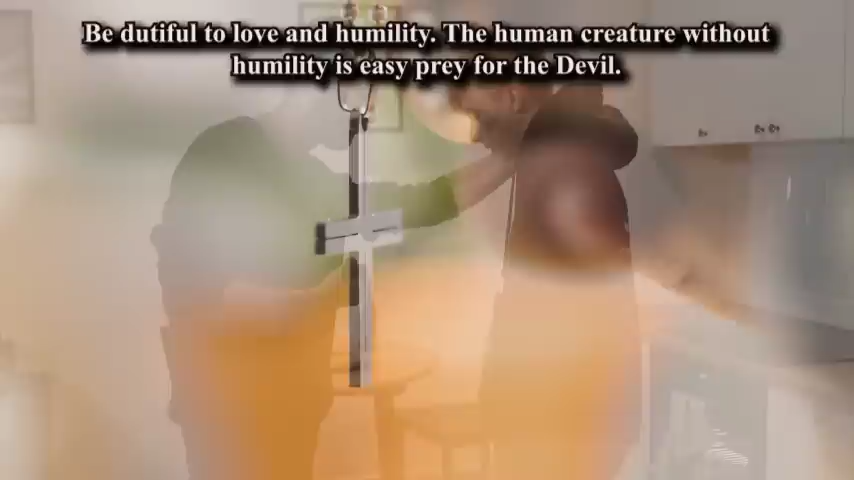 Be dutiful to love and humility. The human creature without
humility is easy prey for the Devil.